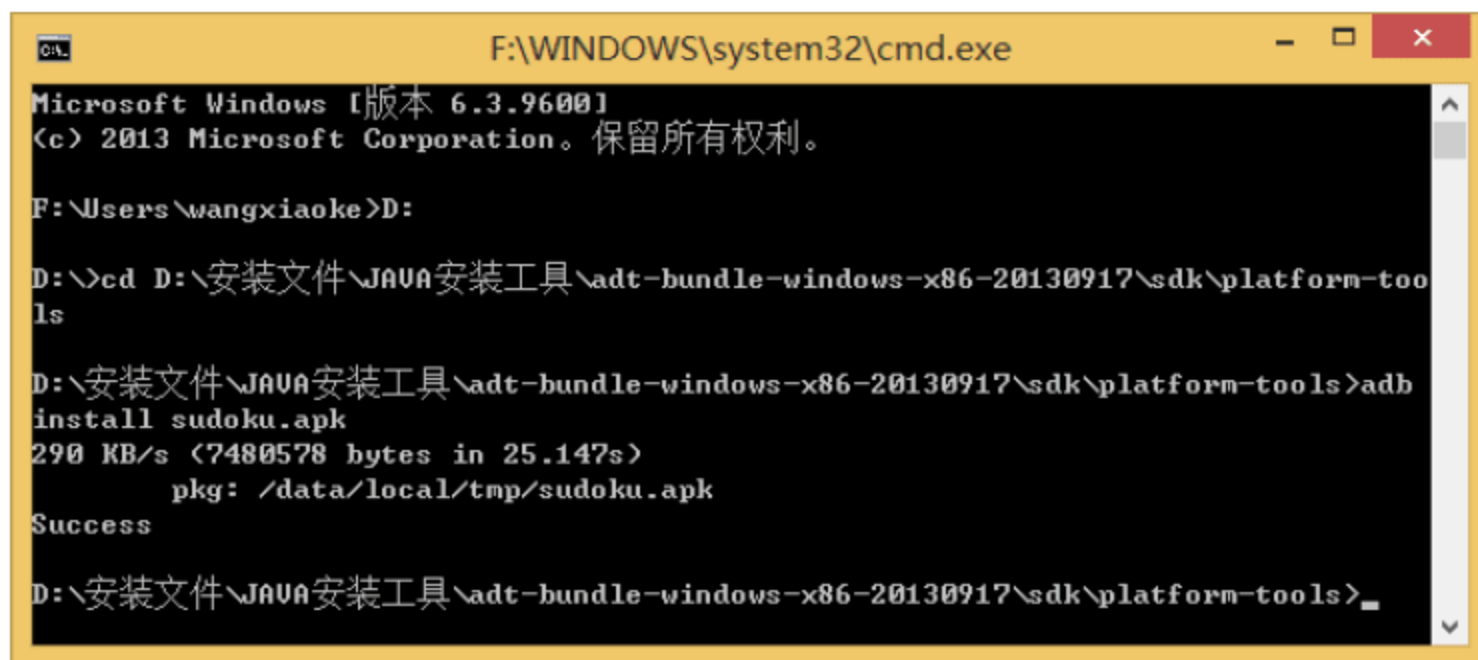 F:\WINDOWS\system32\cmd.exe
Microsoft Windows [版本 6.3.9600]
(c) 2013 Microsoft Corporation。保留所有权利。
F:\Users\wangxiaoke>D:
D:\>cd D:\安装文件\JAVA安装工具\adt-bundle-windows-x86-20130917\sdk\platform-too
ls
D:\安装文件\JAVA安装工具\adt-bundle-windows-x86-20130917\sdk\platform-tools>adb
install sudoku.apk
290 KB/s (7480578 bytes in 25.147s)
pkg: /data/local/tmp/sudoku.apk
Success
D:\安装文件\JAVA安装工具\adt-bundle-windows-x86-20130917\sdk\platform-tools>_